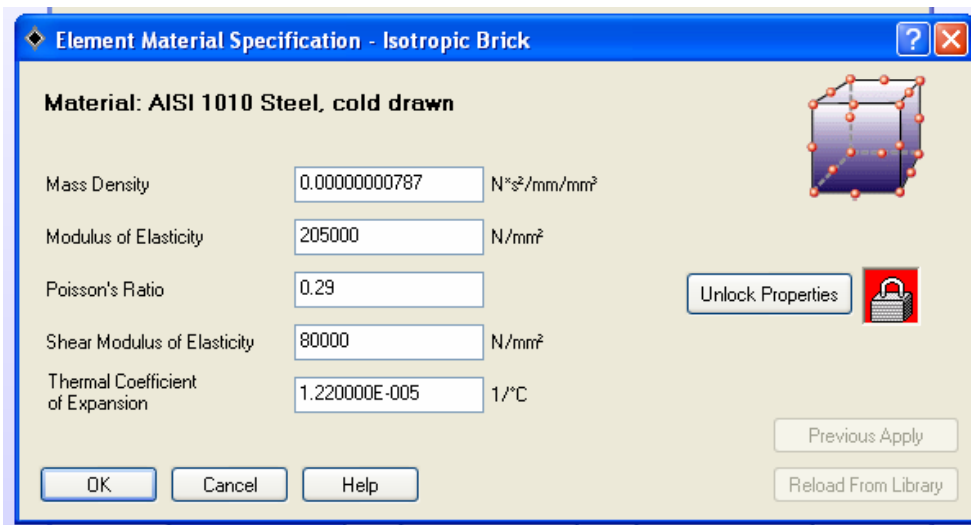 Element Material Specification - Isotropic Brick
?
Material: AISI 1010 Steel, cold drawn
Mass Density 0.00000000787 N*s²/mm/mm³
Modulus of Elasticity 205000 N/mm²
Poisson's Ratio 0.29
Unlock Properties
Shear Modulus of Elasticity 80000 N/mm²
Thermal Coefficient
of Expansion 1.220000E-005 1/°C
Previous Apply
OK Cancel Help Reload From Library